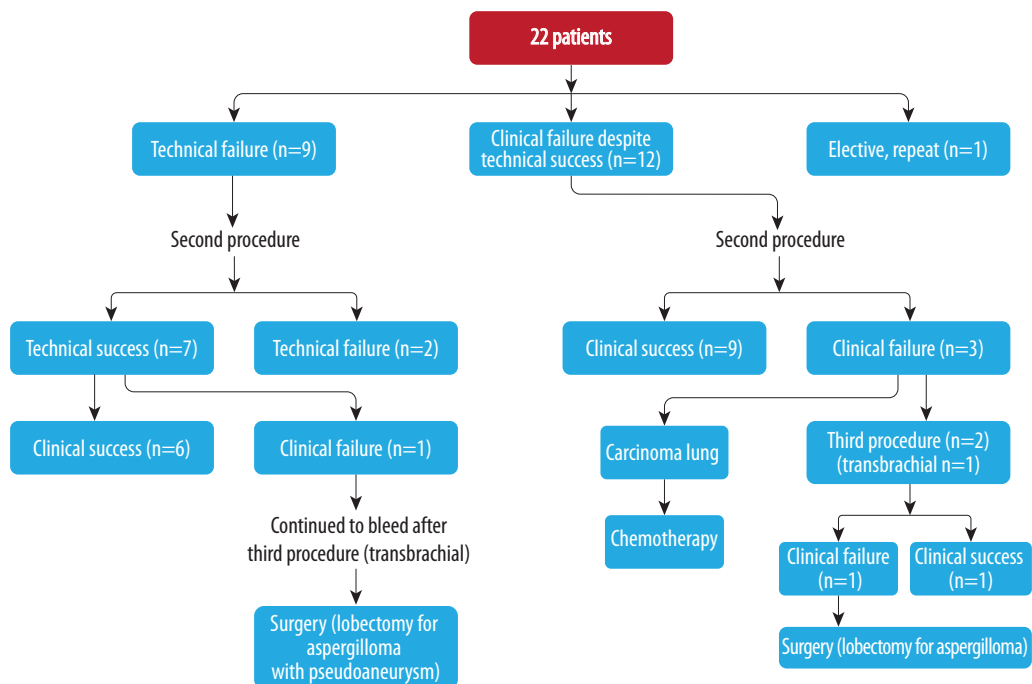 22 patients
Technical failure (n=9)
Clinical failure despite
technical success (n=12)
Elective, repeat (n=1)
Second procedure
Second procedure
Technical success (n=7)
Technical failure (n=2)
Clinical success (n=9)
Clinical failure (n=3)
Clinical success (n=6)
Clinical failure (n=1)
Carcinoma lung
Third procedure (n=2)
(transbrachial n=1)
Continued to bleed after
third procedure (transbrachial)
Chemotherapy
Clinical failure
(n=1)
Clinical success
(n=1)
Surgery (lobectomy for
aspergilloma
with pseudoaneurysm)
Surgery (lobectomy for aspergilloma)